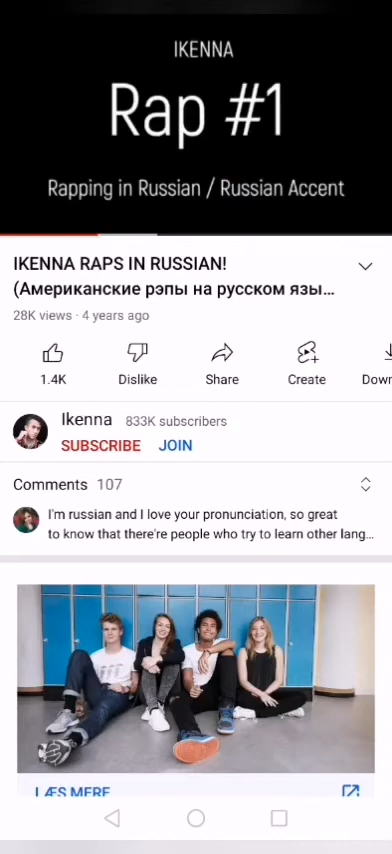 IKENNA
Rap #1
Rapping in Russian / Russian Accent
IKENNA RAPS IN RUSSIAN!
(Американские рэпы на русском язы...
28K views · 4 years ago
1.4K Dislike Share Create Down
Ikenna 833K subscribers
SUBSCRIBE JOIN
Comments 107
I'm russian and I love your pronunciation, so great
to know that there're people who try to learn other lang...
LÆS MERE